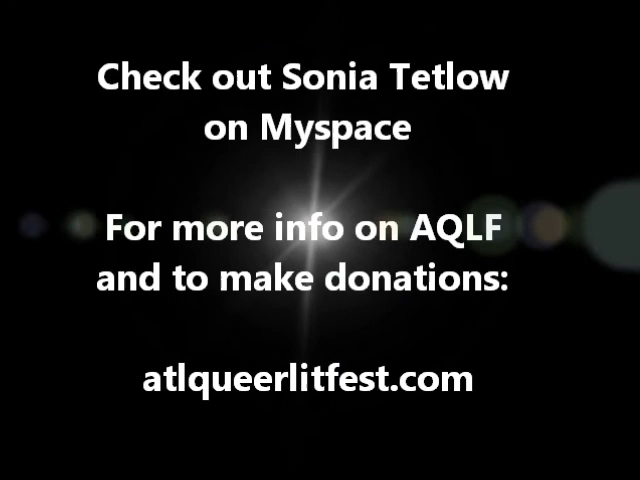 Check out Sonia Tetlow
on Myspace
For more info on AQLF
and to make donations:
atlqueerlitfest.com